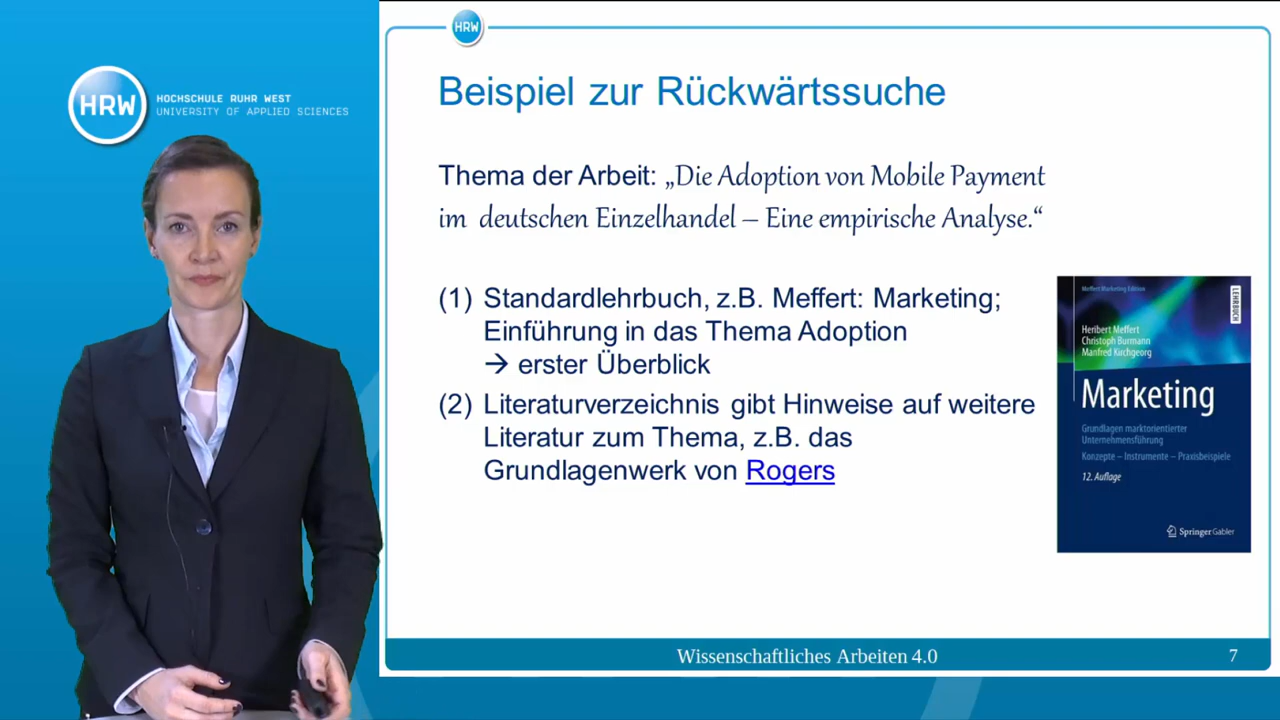 HRW
HOCHSCHULE RUHR WEST
UNIVERSITY OF APPLIED SCIENCES
HRW
Beispiel zur Rückwärtssuche
Thema der Arbeit: „Die Adoption von Mobile Payment
im deutschen Einzelhandel – Eine empirische Analyse.“
(1) Standardlehrbuch, z.B. Meffert: Marketing;
Einführung in das Thema Adoption
→ erster Überblick
(2) Literaturverzeichnis gibt Hinweise auf weitere
Literatur zum Thema, z.B. das
Grundlagenwerk von Rogers
Meffert Marketing Edition
LEHRBUCH
Heribert Meffert
Christoph Burmann
Manfred Kirchgeorg
Marketing
Grundlagen marktorientierter
Unternehmensführung
Konzepte – Instrumente – Praxisbeispiele
12. Auflage
Springer Gabler
Wissenschaftliches Arbeiten 4.0
7